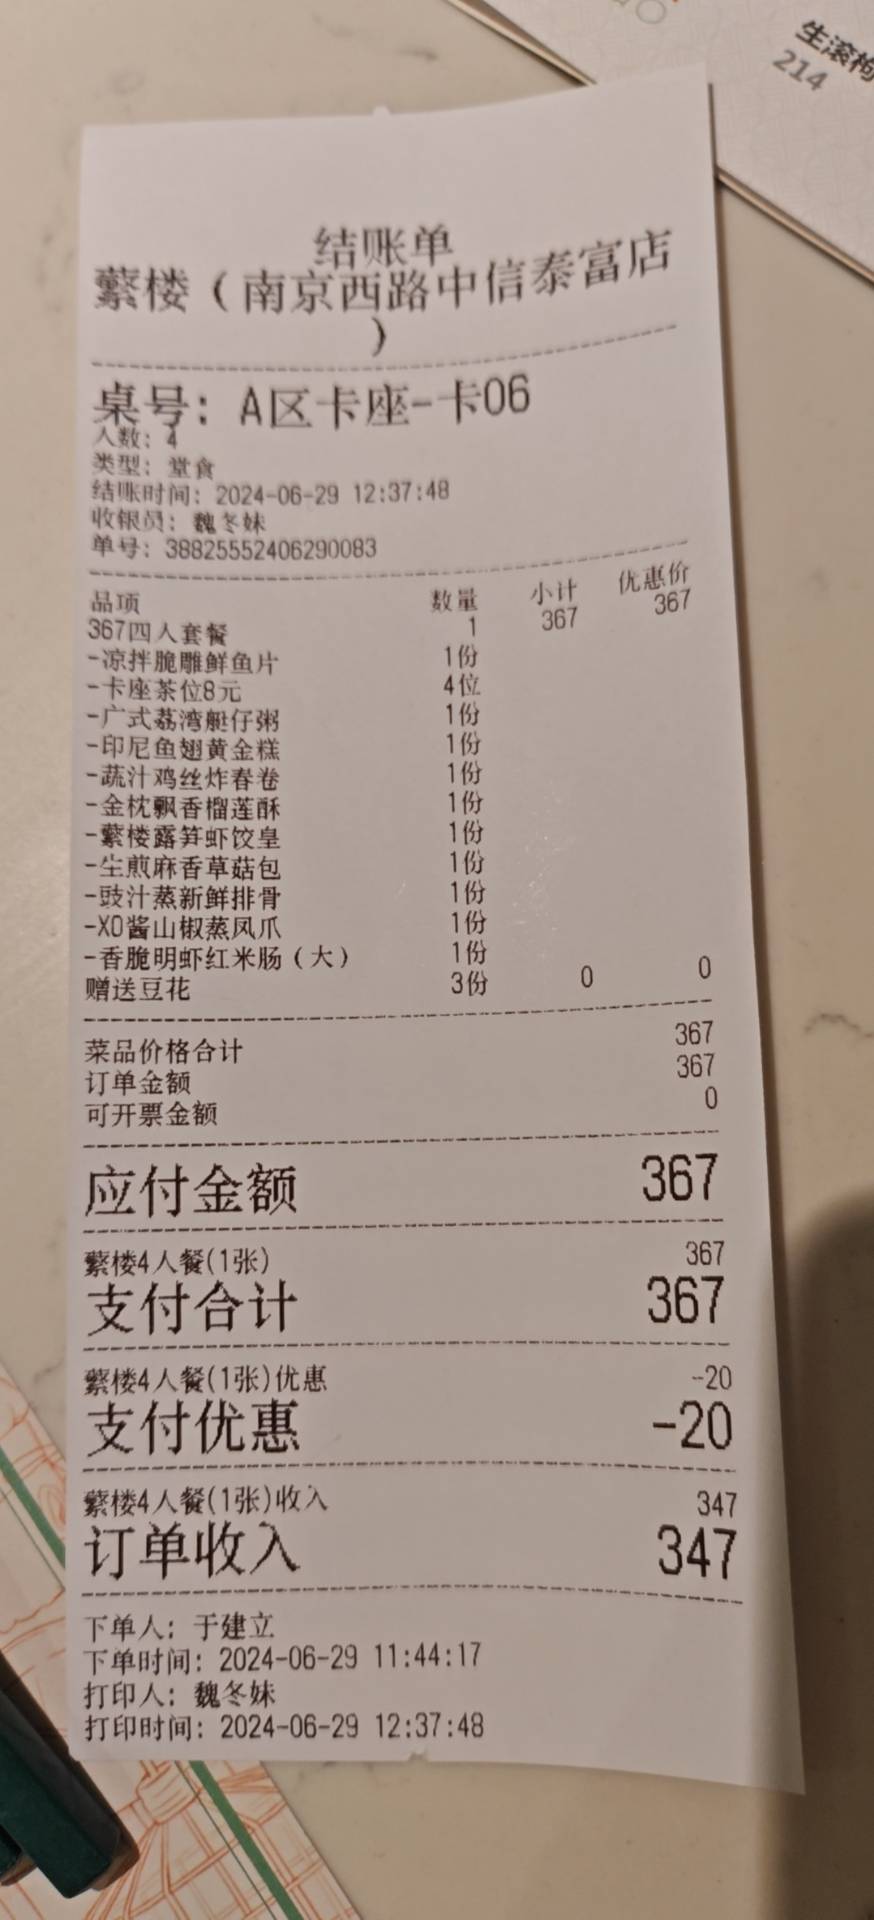 生滚
214
结账单
蘩楼（南京西路中信泰富店
）
桌号：A区卡座-卡06
人数：4
类型：堂食
结账时间：2024-06-29 12:37:48
收银员：魏冬妹
单号：38825552406290083
品项 数量 小计 优惠价
367四人套餐 1 367 367
-凉拌脆雕鲜鱼片 1份
-卡座茶位8元 4位
-广式荔湾艇仔粥 1份
-印尼鱼翅黄金糕 1份
-蔬汁鸡丝炸春卷 1份
-金枕飘香榴莲酥 1份
-蘩楼露笋虾饺皇 1份
-生煎麻香草菇包 1份
-豉汁蒸新鲜排骨 1份
-XO酱山椒蒸凤爪 1份
-香脆明虾红米肠（大） 1份
赠送豆花 3份 0 0
菜品价格合计 367
订单金额 367
可开票金额 0
应付金额 367
蘩楼4人餐(1张) 367
支付合计 367
蘩楼4人餐(1张)优惠 -20
支付优惠 -20
蘩楼4人餐(1张)收入 347
订单收入 347
下单人：于建立
下单时间：2024-06-29 11:44:17
打印人：魏冬妹
打印时间：2024-06-29 12:37:48